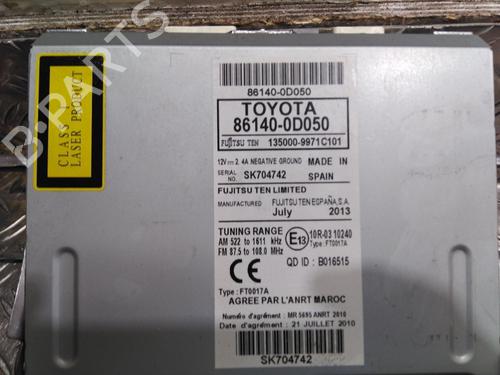 B-PARTS
CLASS 1
LASER PRODUCT
86140-0D050
TOYOTA
86140-0D050
FUJITSU TEN 135000-9971C101
12V 2.4A NEGATIVE GROUND MADE IN
SERIAL NO. SK704742 SPAIN
FUJITSU TEN LIMITED
MANUFACTURED FUJITSU TEN ESPAÑA,S.A.
July 2013
TUNING RANGE
AM 522 to 1611 kHz
FM 87.5 to 108.0 MHz
E13 10R-03 10240
Type:FT0017A
QD ID: B016515
CE
Type: FT0017A
AGREE PAR L'ANRT MAROC
Numéro d'agrément: MR 5695 ANRT 2010
Date d'agrément: 21 JUILLET 2010
SK704742